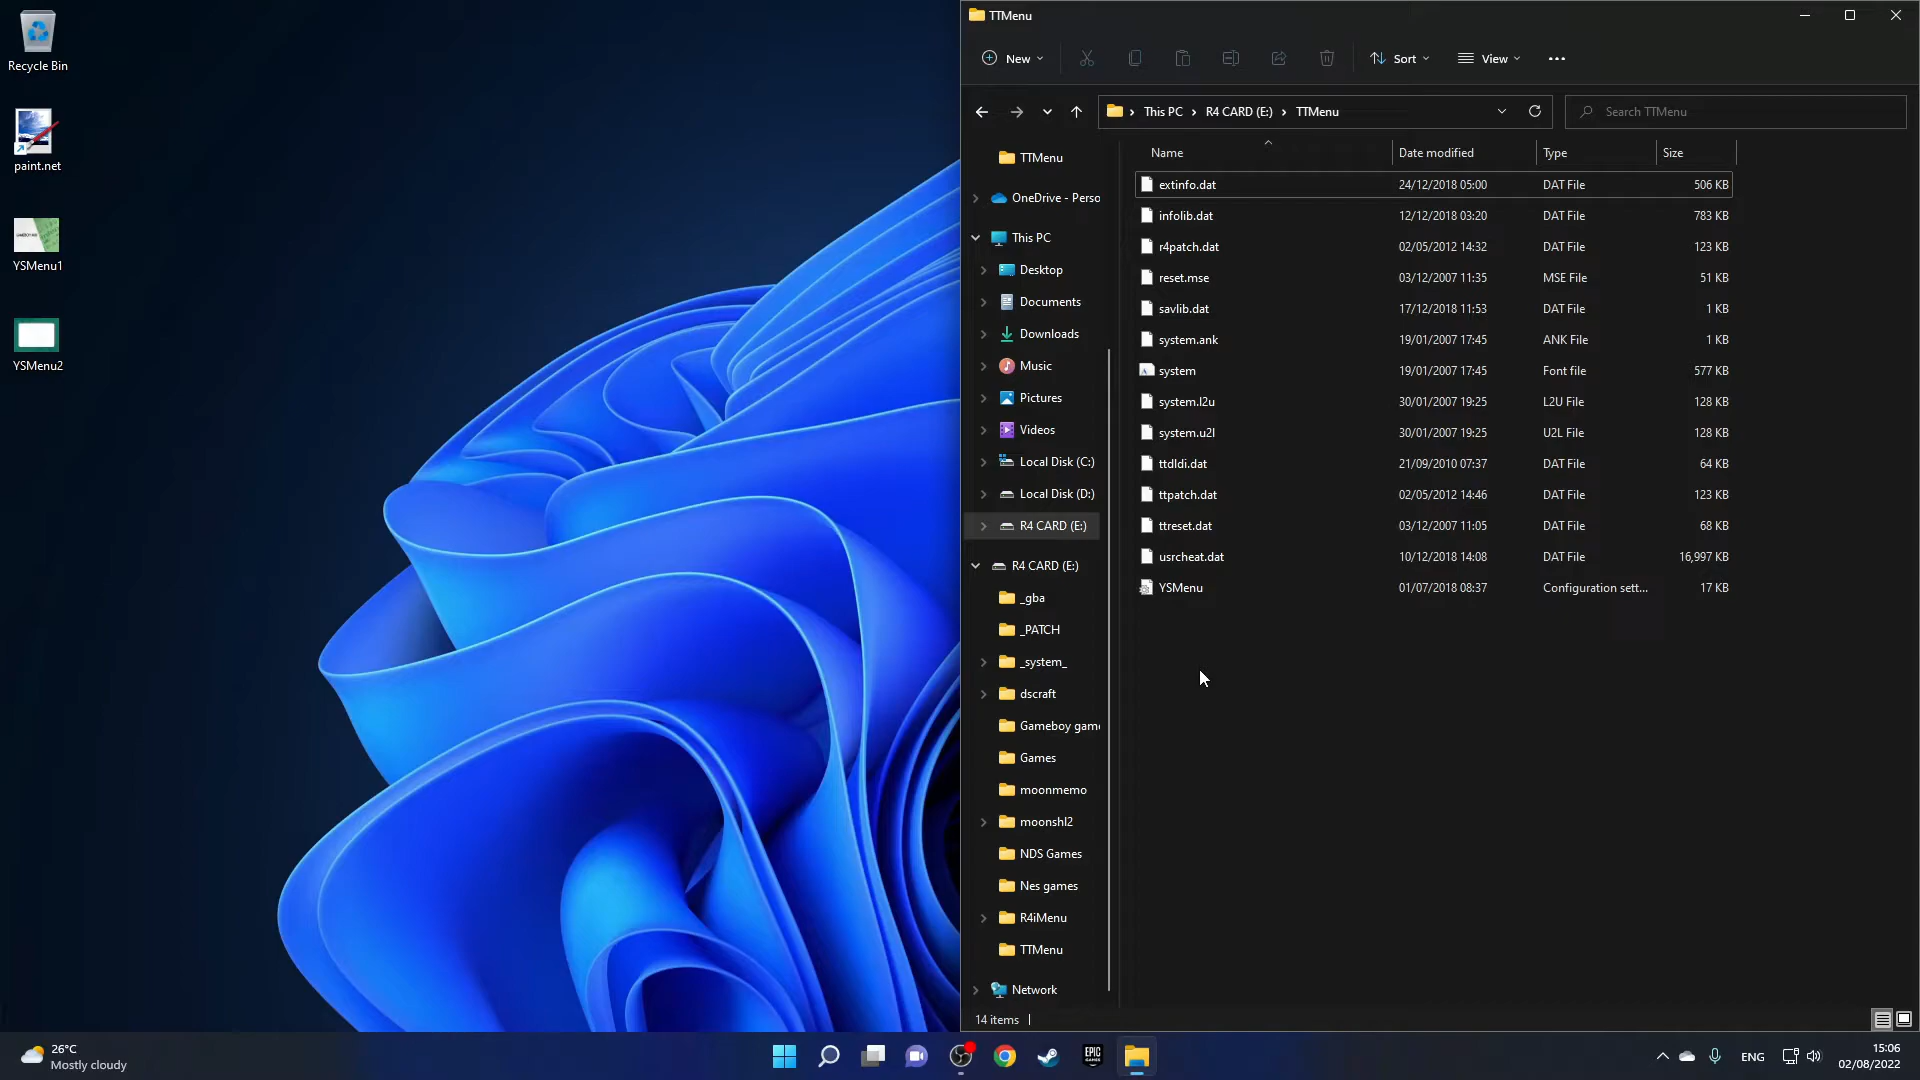 Recycle Bin
paint.net
YSMenu1
YSMenu2
TTMenu
New
Sort
View
This PC
R4 CARD (E:)
TTMenu
Search TTMenu
TTMenu
OneDrive - Perso
This PC
Desktop
Documents
Downloads
Music
Pictures
Videos
Local Disk (C:)
Local Disk (D:)
R4 CARD (E:)
R4 CARD (E:)
_gba
_PATCH
_system_
dscraft
Gameboy gam
Games
moonmemo
moonshl2
NDS Games
Nes games
R4iMenu
TTMenu
Network
Name Date modified Type Size
extinfo.dat 24/12/2018 05:00 DAT File 506 KB
infolib.dat 12/12/2018 03:20 DAT File 783 KB
r4patch.dat 02/05/2012 14:32 DAT File 123 KB
reset.mse 03/12/2007 11:35 MSE File 51 KB
savlib.dat 17/12/2018 11:53 DAT File 1 KB
system.ank 19/01/2007 17:45 ANK File 1 KB
system 19/01/2007 17:45 Font file 577 KB
system.l2u 30/01/2007 19:25 L2U File 128 KB
system.u2l 30/01/2007 19:25 U2L File 128 KB
ttdldi.dat 21/09/2010 07:37 DAT File 64 KB
ttpatch.dat 02/05/2012 14:46 DAT File 123 KB
ttreset.dat 03/12/2007 11:05 DAT File 68 KB
usrcheat.dat 10/12/2018 14:08 DAT File 16,997 KB
YSMenu 01/07/2018 08:37 Configuration sett... 17 KB
14 items
26°C
Mostly cloudy
EPIC
GAMES
ENG
15:06
02/08/2022